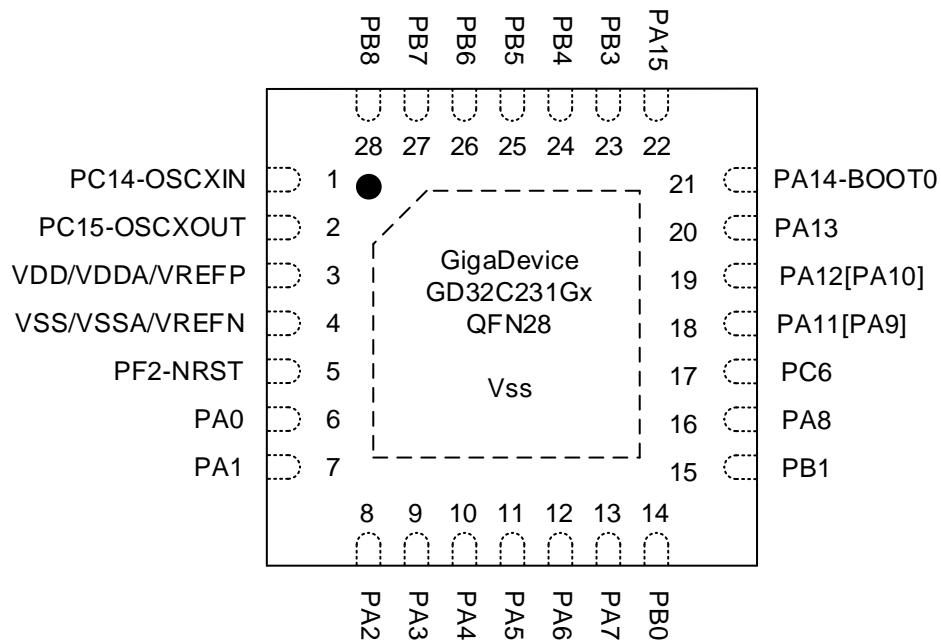 PB8 PB7 PB6 PB5 PB4 PB3 PA15
28 27 26 25 24 23 22
PC14-OSCXIN 1 21 PA14-BOOT0
PC15-OSCXOUT 2 20 PA13
VDD/VDDA/VREFP 3 19 PA12[PA10]
VSS/VSSA/VREFN 4 18 PA11[PA9]
PF2-NRST 5 17 PC6
PA0 6 16 PA8
PA1 7 15 PB1
GigaDevice
GD32C231Gx
QFN28
Vss
8 9 10 11 12 13 14
PA2 PA3 PA4 PA5 PA6 PA7 PB0